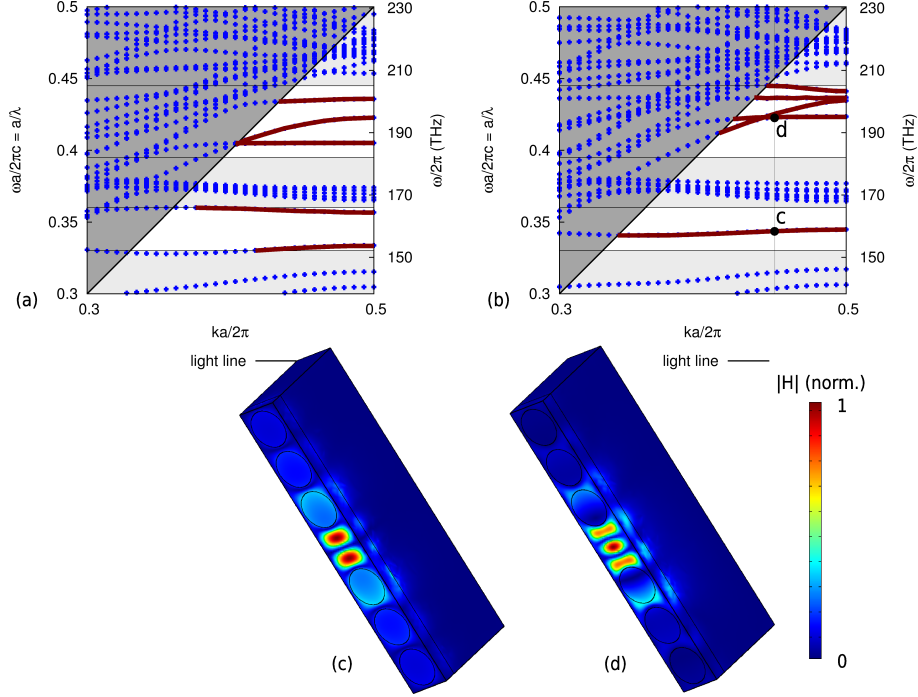 0.5
0.45
0.4
0.35
0.3
ωa/2πc = a/λ
230
210
190
170
150
ω/2π (THz)
(a)
0.3
0.5
ka/2π
light line
0.5
0.45
0.4
0.35
0.3
ωa/2πc = a/λ
230
210
190
170
150
ω/2π (THz)
d
c
(b)
0.3
0.5
ka/2π
light line
|H| (norm.)
1
0
(c)
(d)